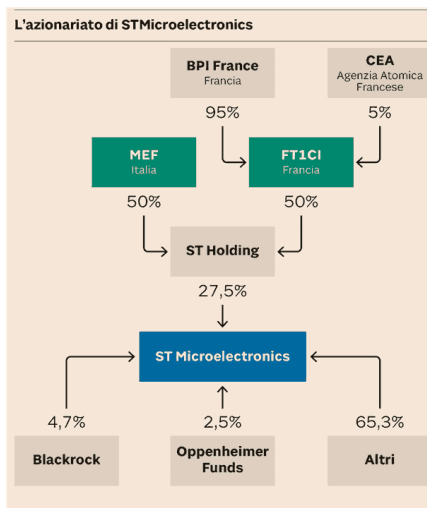 L'azionariato di STMicroelectronics
BPI France
Francia
CEA
Agenzia Atomica
Francese
95%
5%
MEF
Italia
FT1CI
Francia
50%
50%
ST Holding
27,5%
ST Microelectronics
4,7%
2,5%
65,3%
Blackrock
Oppenheimer
Funds
Altri